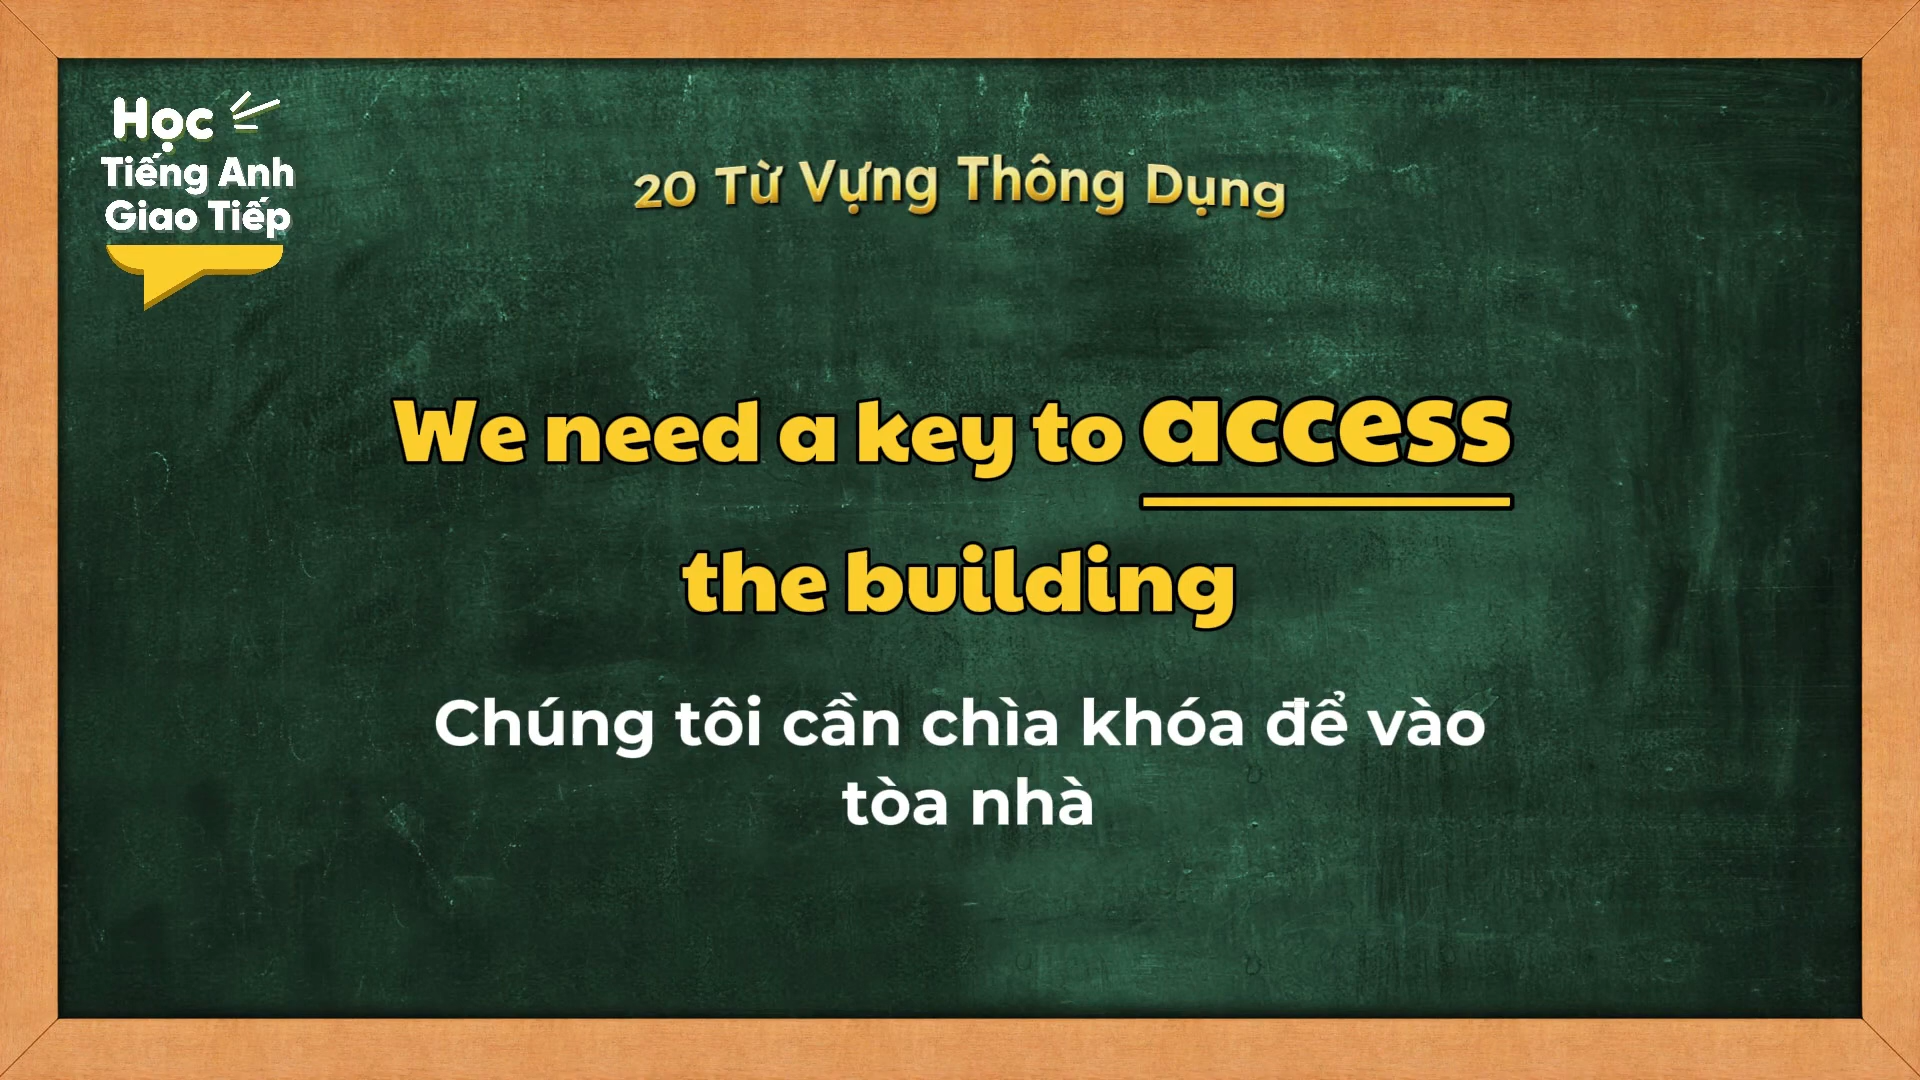 Học
Tiếng Anh
Giao Tiếp
20 Từ Vựng Thông Dụng
We need a key to access
the building
Chúng tôi cần chìa khóa để vào
tòa nhà